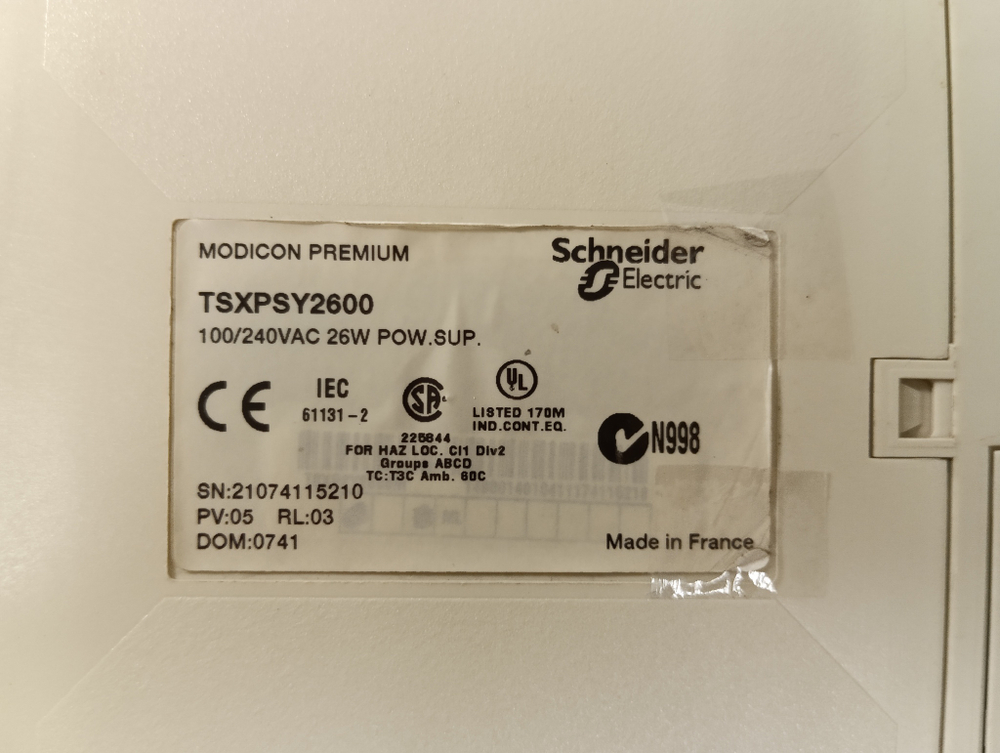 MODICON PREMIUM
Schneider
Electric
TSXPSY2600
100/240VAC 26W POW.SUP.
CE
IEC
61131-2
SA
UL
LISTED 170M
IND.CONT.EQ.
N998
225644
FOR HAZ LOC. Cl1 Div2
Groups ABCD
TC:T3C Amb. 60C
SN:21074115210
PV:05 RL:03
DOM:0741
Made in France